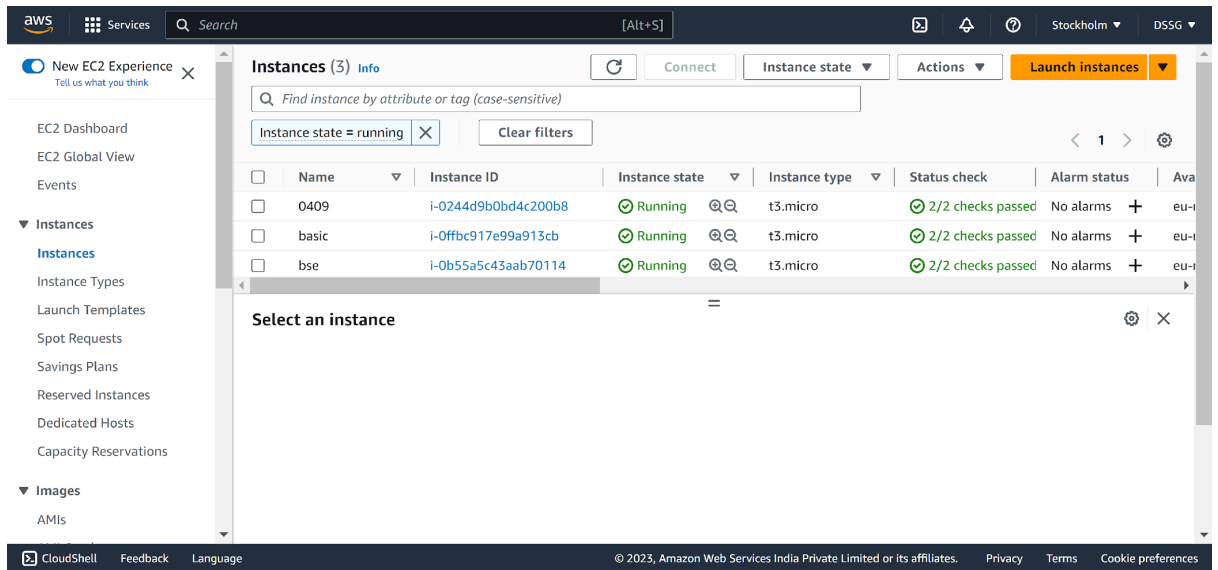 aws Services Search [Alt+S] Stockholm ▼ DSSG ▼
New EC2 Experience
Tell us what you think
EC2 Dashboard
EC2 Global View
Events
▼ Instances
Instances
Instance Types
Launch Templates
Spot Requests
Savings Plans
Reserved Instances
Dedicated Hosts
Capacity Reservations
▼ Images
AMIs
Instances (3) Info Connect Instance state ▼ Actions ▼ Launch instances ▼
Find instance by attribute or tag (case-sensitive)
Instance state = running Clear filters
1
Name Instance ID Instance state Instance type Status check Alarm status Ava
0409 i-0244d9b0bd4c200b8 Running t3.micro 2/2 checks passed No alarms + eu-
basic i-0ffbc917e99a913cb Running t3.micro 2/2 checks passed No alarms + eu-
bse i-0b55a5c43aab70114 Running t3.micro 2/2 checks passed No alarms + eu-
Select an instance
CloudShell Feedback Language © 2023, Amazon Web Services India Private Limited or its affiliates. Privacy Terms Cookie preferences